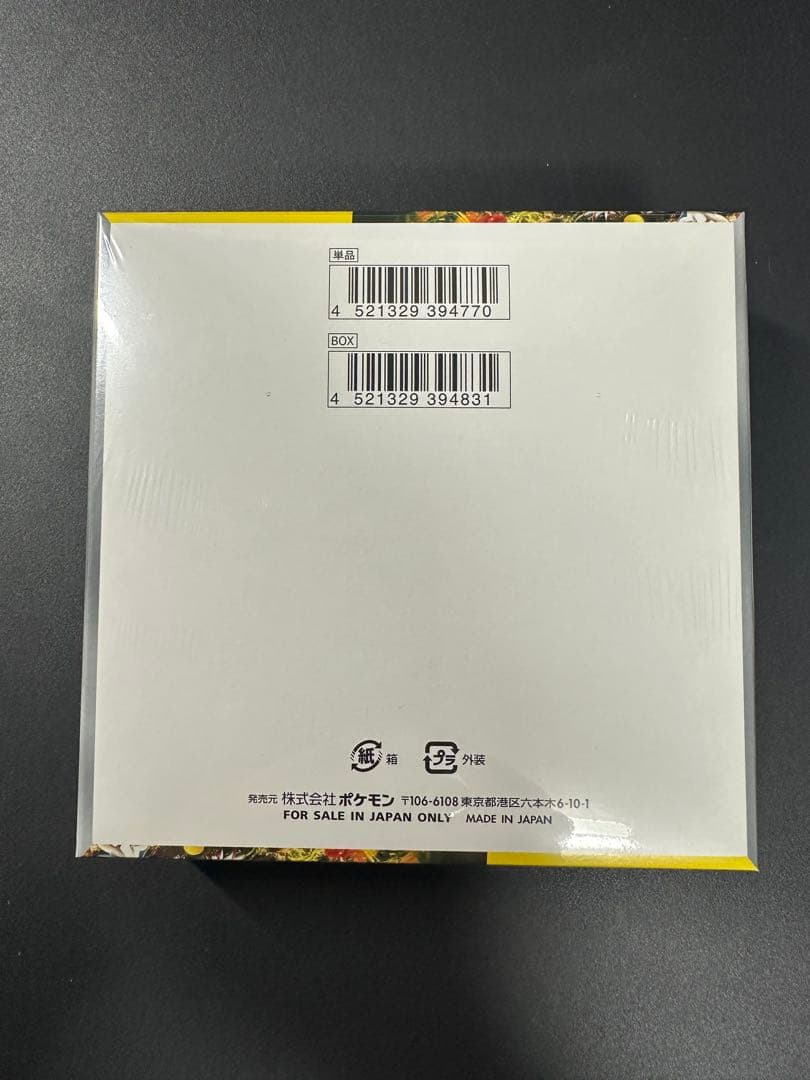 単品
4 521329 394770
BOX
4 521329 394831
紙 箱 プラ 外装
発売元 株式会社ポケモン 〒106-6108 東京都港区六本木6-10-1
FOR SALE IN JAPAN ONLY MADE IN JAPAN